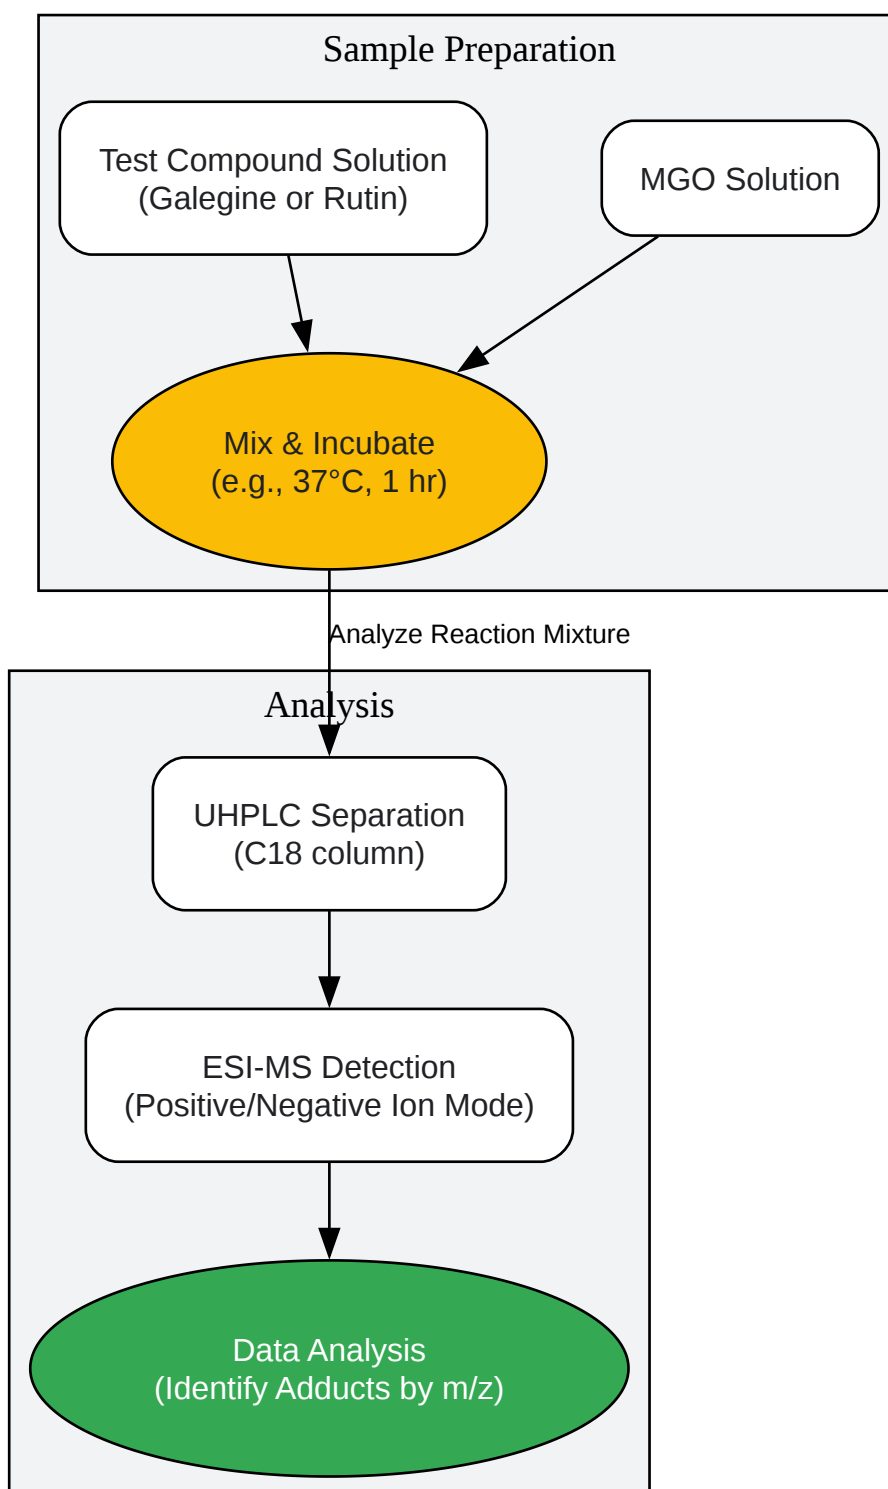 Sample Preparation
Test Compound Solution
(Galegine or Rutin)
MGO Solution
Mix & Incubate
(e.g., 37°C, 1 hr)
Analyze Reaction Mixture
Analysis
UHPLC Separation
(C18 column)
ESI-MS Detection
(Positive/Negative Ion Mode)
Data Analysis
(Identify Adducts by m/z)